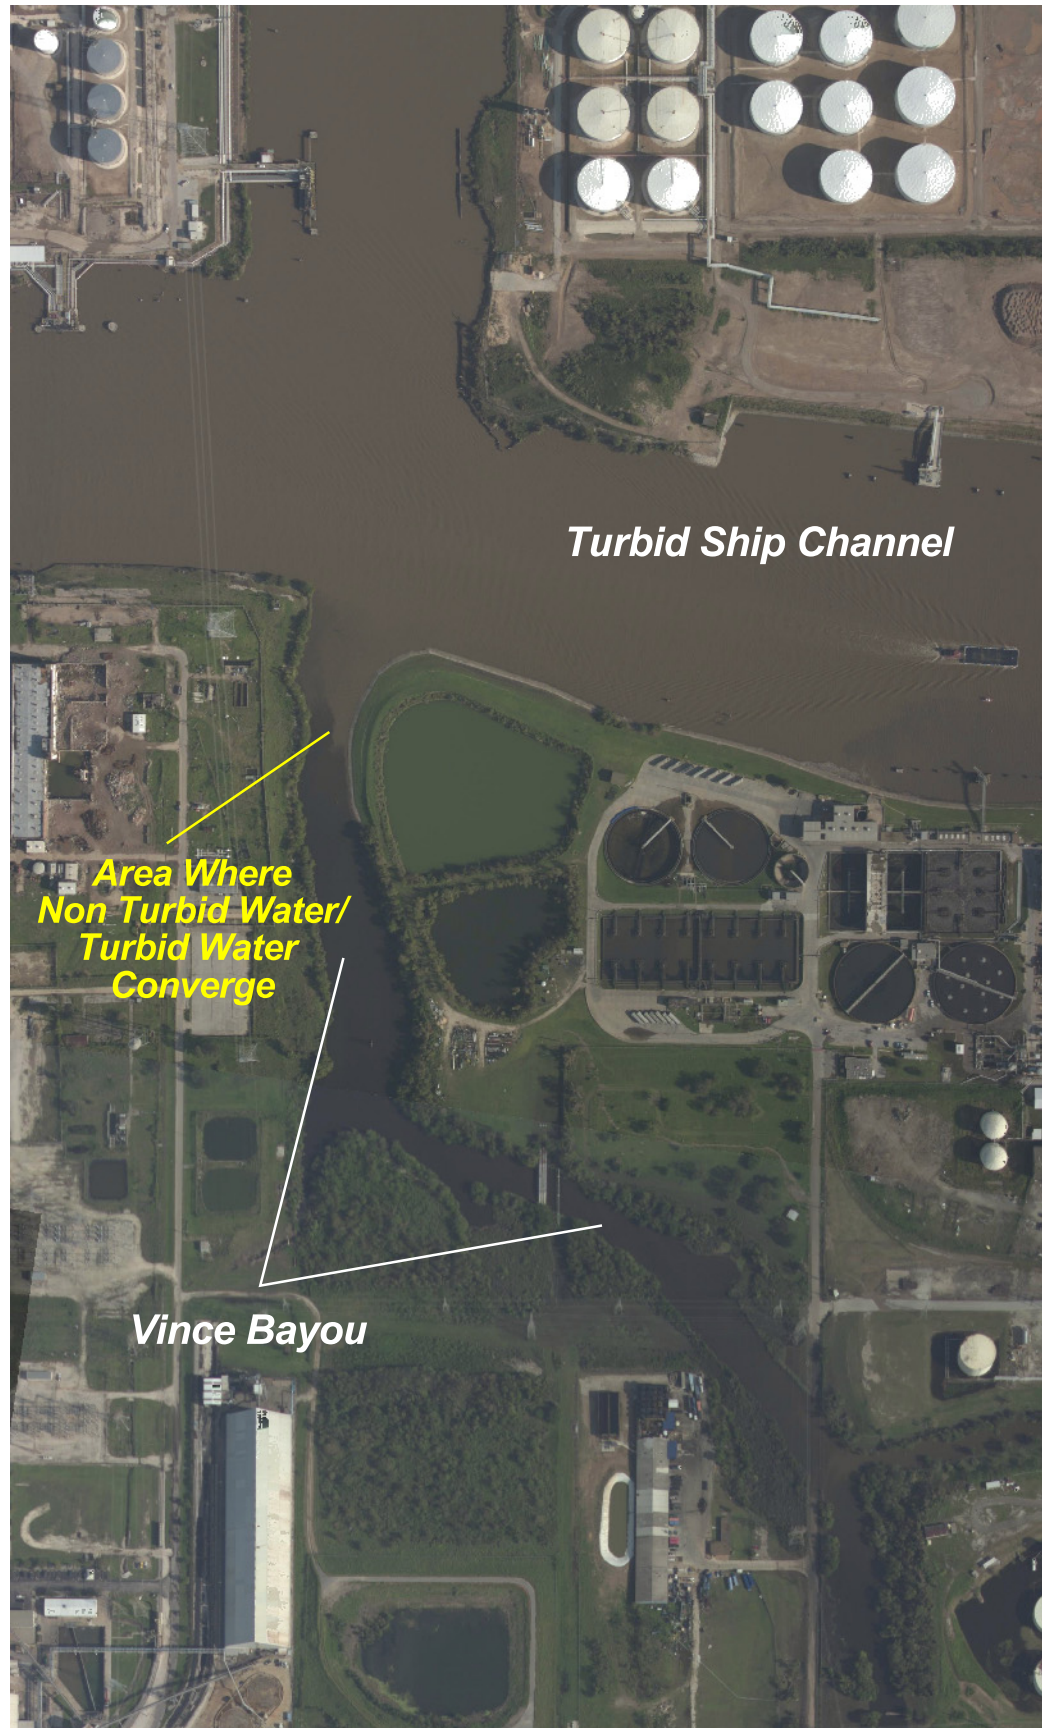 Turbid Ship Channel
Area Where
Non Turbid Water/
Turbid Water
Converge
Vince Bayou